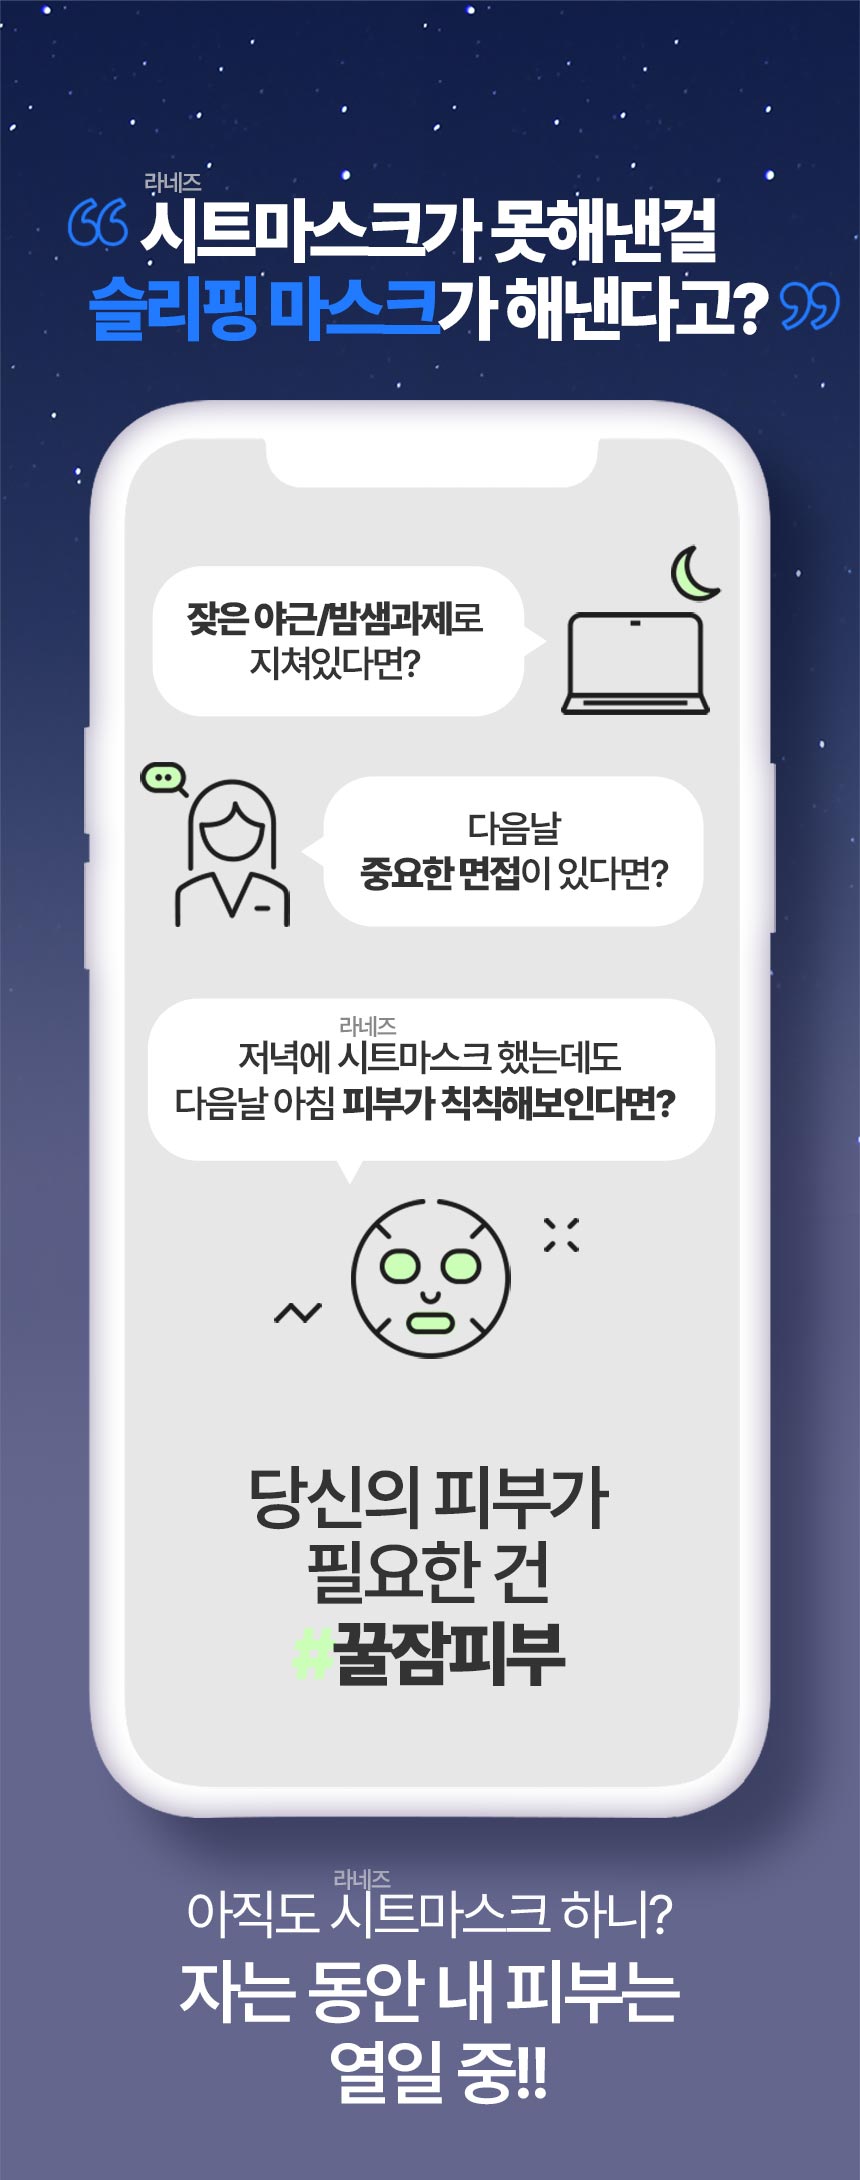 라네즈
“시트마스크가 못해낸걸
슬리핑 마스크가 해낸다고?”
잦은 야근/밤샘과제로
지쳐있다면?
다음날
중요한 면접이 있다면?
라네즈
저녁에 시트마스크 했는데도
다음날 아침 피부가 칙칙해보인다면?
당신의 피부가
필요한 건
#꿀잠피부
라네즈
아직도 시트마스크 하니?
자는 동안 내 피부는
열일 중!!